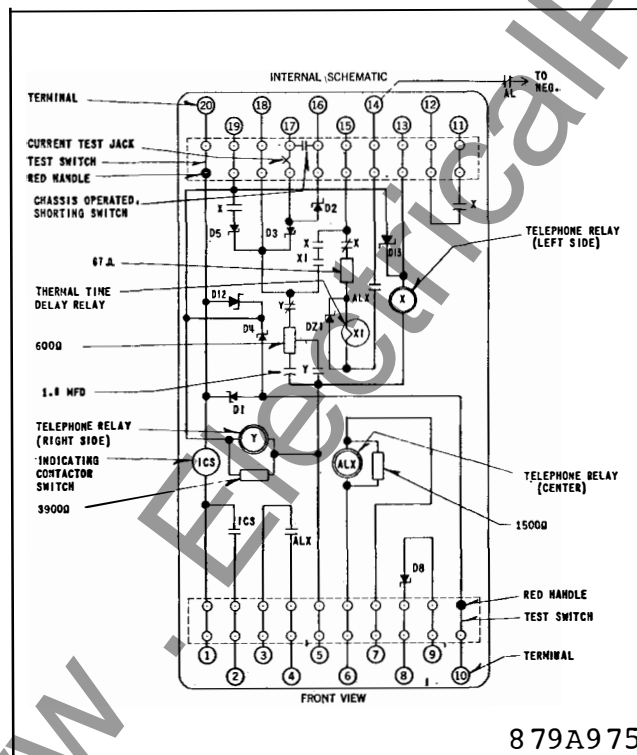 INTERNAL SCHEMATIC
TO
NEG.
AL
TERMINAL
20 18 16 14 12
19 17 15 13 11
CURRENT TEST JACK
TEST SWITCH
RED HANDLE
CHASSIS OPERATED.
SHORTING SWITCH
X D2 X
D5 D3 X X D13
TELEPHONE RELAY
(LEFT SIDE)
67Ω
X1
THERMAL TIME
DELAY RELAY
D12 Y DZ1 ALX X
D4 X1
600Ω
1.8 MFD
Y
D1
TELEPHONE RELAY
(RIGHT SIDE)
Y
INDICATING
CONTACTOR
SWITCH
ICS
ALX
TELEPHONE RELAY
(CENTER)
3900Ω
1500Ω
ICS ALX
D8
RED HANDLE
TEST SWITCH
1 3 5 7 9
2 4 6 8 10
TERMINAL
FRONT VIEW
879A975
www.ElectricalP